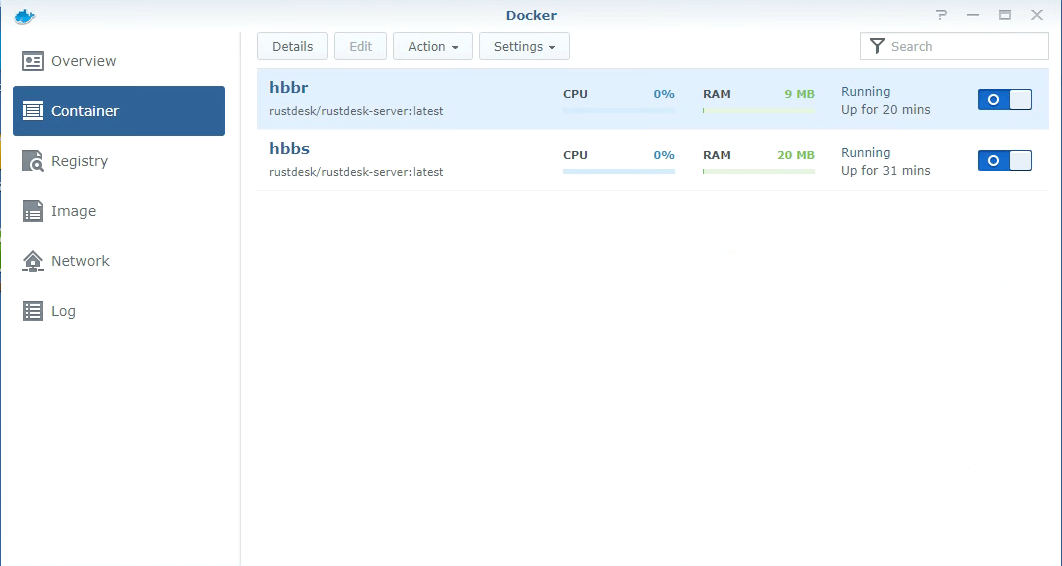 Docker
Overview
Container
Registry
Image
Network
Log
Details Edit Action Settings Search
hbbr
rustdesk/rustdesk-server:latest
CPU 0% RAM 9 MB
Running
Up for 20 mins
hbbs
rustdesk/rustdesk-server:latest
CPU 0% RAM 20 MB
Running
Up for 31 mins